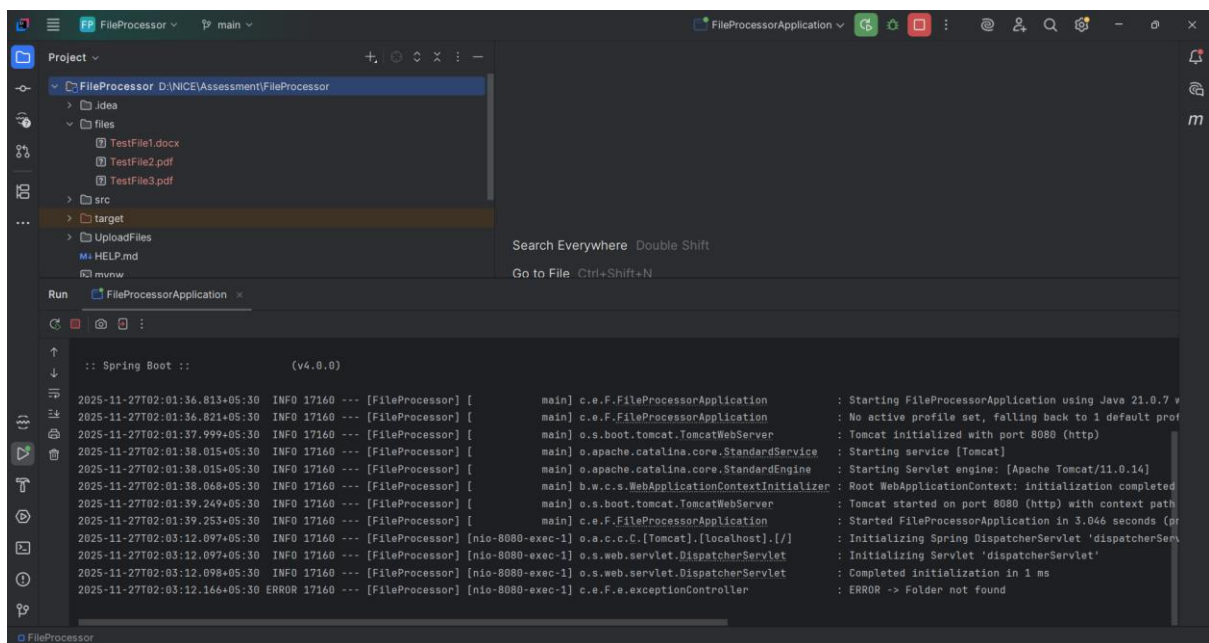 FP FileProcessor main FileProcessorApplication
Project
FileProcessor D:\NICE\Assessment\FileProcessor
.idea
files
TestFile1.docx
TestFile2.pdf
TestFile3.pdf
src
target
UploadFiles
M↓ HELP.md
mvnw
Search Everywhere Double Shift
Go to File Ctrl+Shift+N
m
Run FileProcessorApplication
:: Spring Boot :: (v4.0.0)
2025-11-27T02:01:36.813+05:30 INFO 17160 --- [FileProcessor] [ main] c.e.F.FileProcessorApplication : Starting FileProcessorApplication using Java 21.0.7 w
2025-11-27T02:01:36.821+05:30 INFO 17160 --- [FileProcessor] [ main] c.e.F.FileProcessorApplication : No active profile set, falling back to 1 default prof
2025-11-27T02:01:37.999+05:30 INFO 17160 --- [FileProcessor] [ main] o.s.boot.tomcat.TomcatWebServer : Tomcat initialized with port 8080 (http)
2025-11-27T02:01:38.015+05:30 INFO 17160 --- [FileProcessor] [ main] o.apache.catalina.core.StandardService : Starting service [Tomcat]
2025-11-27T02:01:38.015+05:30 INFO 17160 --- [FileProcessor] [ main] o.apache.catalina.core.StandardEngine : Starting Servlet engine: [Apache Tomcat/11.0.14]
2025-11-27T02:01:38.068+05:30 INFO 17160 --- [FileProcessor] [ main] b.w.c.s.WebApplicationContextInitializer : Root WebApplicationContext: initialization completed
2025-11-27T02:01:39.249+05:30 INFO 17160 --- [FileProcessor] [ main] o.s.boot.tomcat.TomcatWebServer : Tomcat started on port 8080 (http) with context path
2025-11-27T02:01:39.253+05:30 INFO 17160 --- [FileProcessor] [ main] c.e.F.FileProcessorApplication : Started FileProcessorApplication in 3.046 seconds (pr
2025-11-27T02:03:12.097+05:30 INFO 17160 --- [FileProcessor] [nio-8080-exec-1] o.a.c.c.C.[Tomcat].[localhost].[/] : Initializing Spring DispatcherServlet 'dispatcherServ
2025-11-27T02:03:12.097+05:30 INFO 17160 --- [FileProcessor] [nio-8080-exec-1] o.s.web.servlet.DispatcherServlet : Initializing Servlet 'dispatcherServlet'
2025-11-27T02:03:12.098+05:30 INFO 17160 --- [FileProcessor] [nio-8080-exec-1] o.s.web.servlet.DispatcherServlet : Completed initialization in 1 ms
2025-11-27T02:03:12.166+05:30 ERROR 17160 --- [FileProcessor] [nio-8080-exec-1] c.e.F.e.exceptionController : ERROR -> Folder not found
FileProcessor